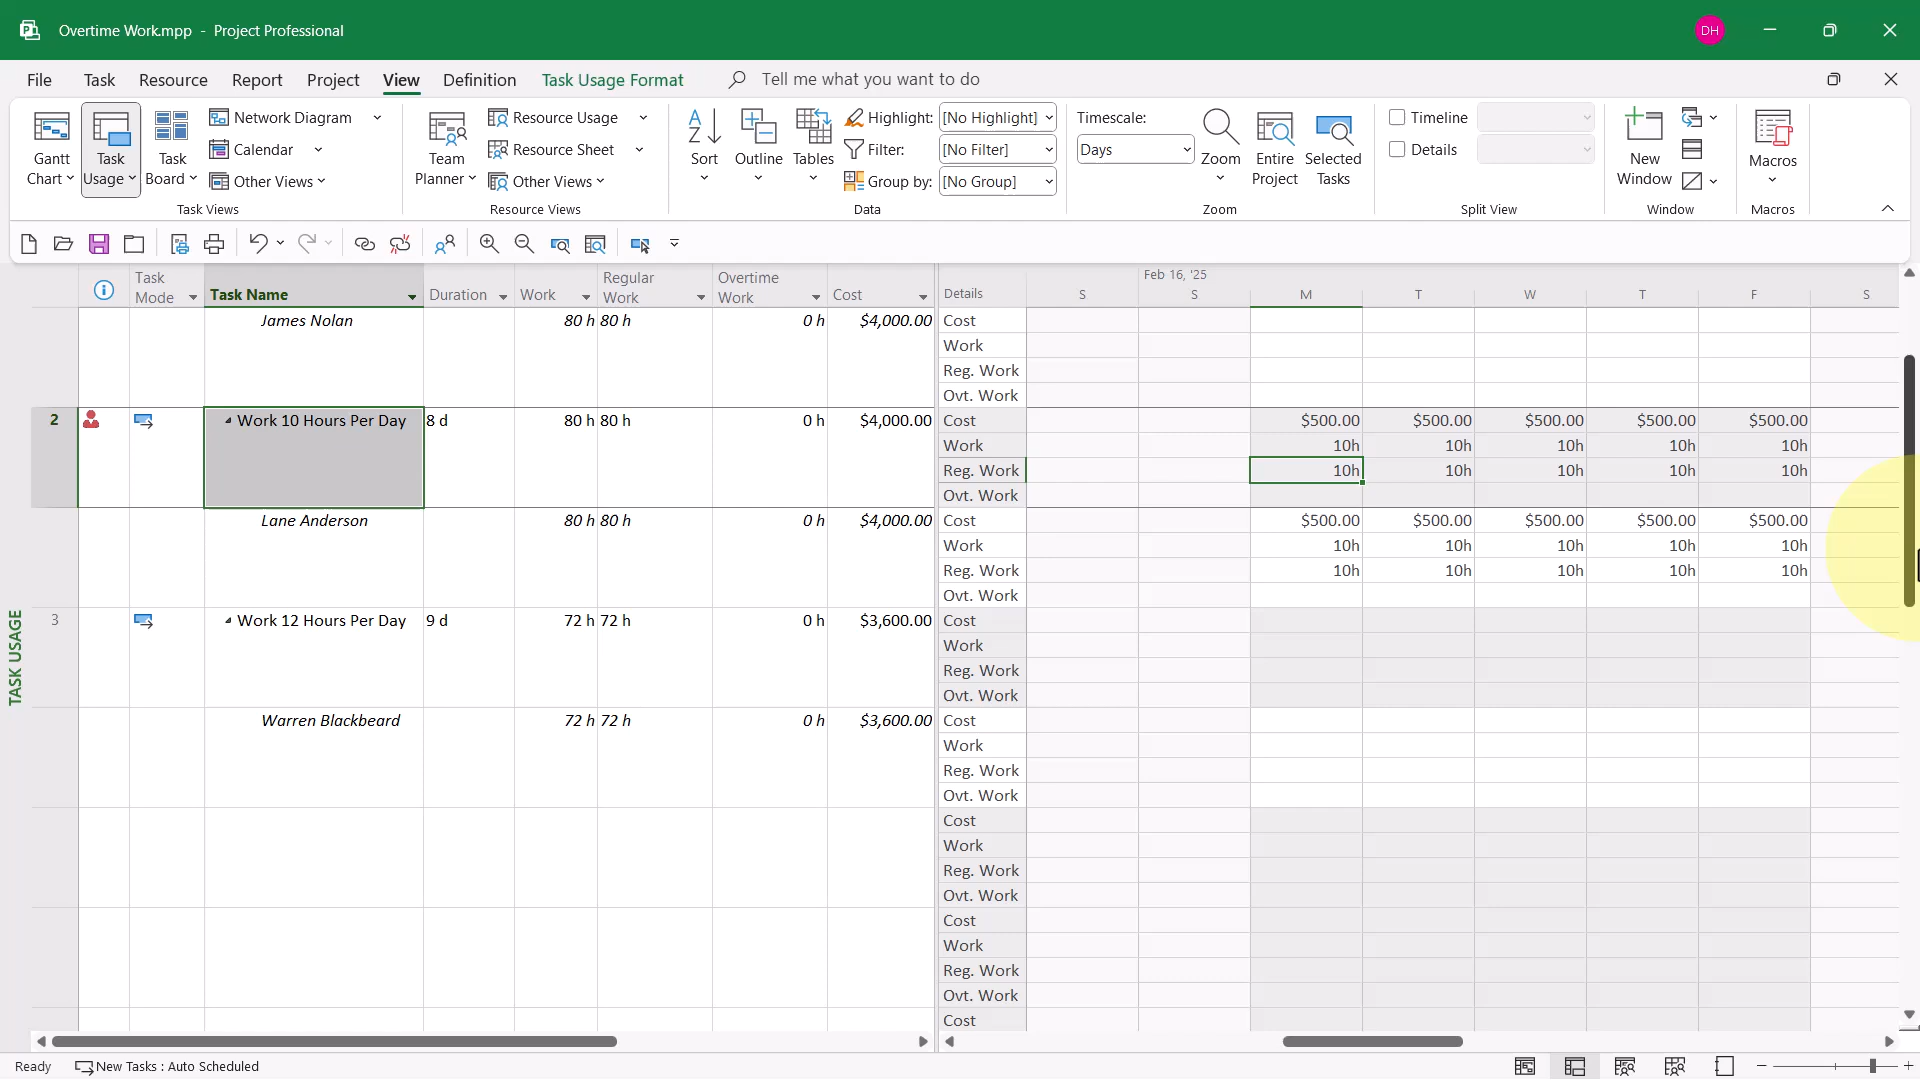 Overtime Work.mpp - Project Professional
DH
File Task Resource Report Project View Definition Task Usage Format Tell me what you want to do
Gantt Chart
Task Usage
Task Board
Network Diagram
Calendar
Other Views
Task Views
Team Planner
Resource Usage
Resource Sheet
Other Views
Resource Views
Sort
Outline
Tables
Highlight: [No Highlight]
Filter: [No Filter]
Group by: [No Group]
Data
Timescale:
Days
Zoom
Entire Project
Selected Tasks
Zoom
Timeline
Details
Split View
New Window
Window
Macros
Macros
Task Mode Task Name Duration Work Regular Work Overtime Work Cost
James Nolan 80 h 80 h 0 h $4,000.00
2 Work 10 Hours Per Day 8 d 80 h 80 h 0 h $4,000.00
Lane Anderson 80 h 80 h 0 h $4,000.00
3 Work 12 Hours Per Day 9 d 72 h 72 h 0 h $3,600.00
Warren Blackbeard 72 h 72 h 0 h $3,600.00
TASK USAGE
Feb 16, '25
Details S S M T W T F S
Cost
Work
Reg. Work
Ovt. Work
Cost $500.00 $500.00 $500.00 $500.00 $500.00
Work 10h 10h 10h 10h 10h
Reg. Work 10h 10h 10h 10h 10h
Ovt. Work
Cost $500.00 $500.00 $500.00 $500.00 $500.00
Work 10h 10h 10h 10h 10h
Reg. Work 10h 10h 10h 10h 10h
Ovt. Work
Cost
Work
Reg. Work
Ovt. Work
Cost
Work
Reg. Work
Ovt. Work
Cost
Work
Reg. Work
Ovt. Work
Cost
Work
Reg. Work
Ovt. Work
Cost
Ready New Tasks : Auto Scheduled